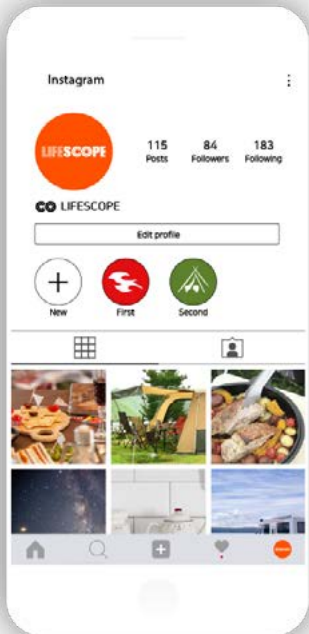 Instagram
LIFESCOPE
115 84 183
Posts Followers Following
CO LIFESCOPE
Edit profile
New First Second